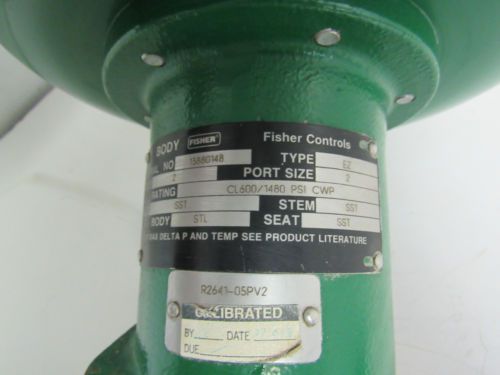 BODY FISHER Fisher Controls
NO 15880148 TYPE EZ
2 PORT SIZE 2
RATING CL600/1480 PSI CWP
SST STEM SST
BODY STL SEAT SST
MAX DELTA P AND TEMP SEE PRODUCT LITERATURE
R2641-05PV2
CALIBRATED
BY DATE
DUE